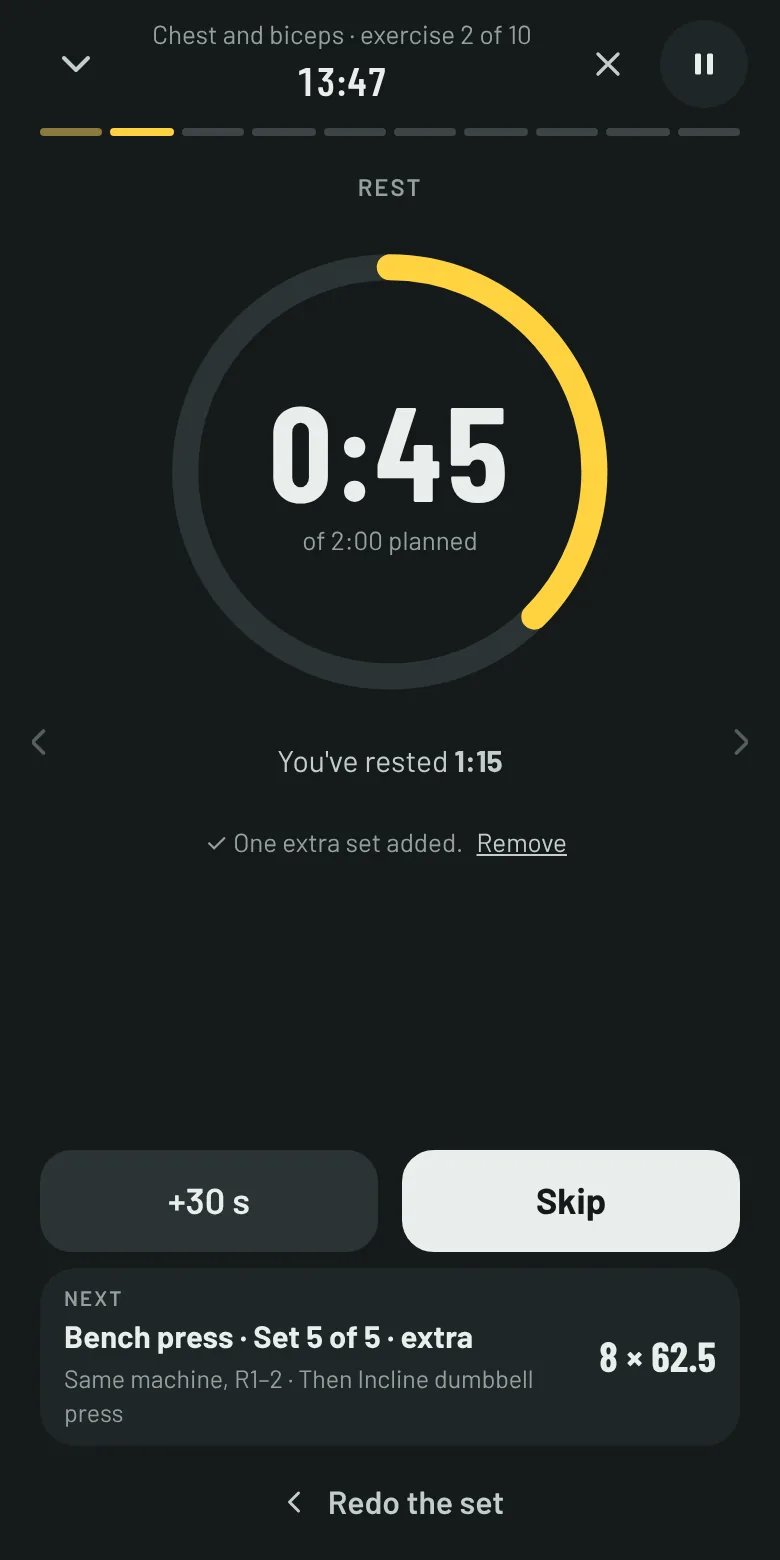 Chest and biceps · exercise 2 of 10
13:47
REST
0:45
of 2:00 planned
You've rested 1:15
✓ One extra set added. Remove
+30 s
Skip
NEXT
Bench press · Set 5 of 5 · extra
8 × 62.5
Same machine, R1–2 · Then Incline dumbbell
press
Redo the set